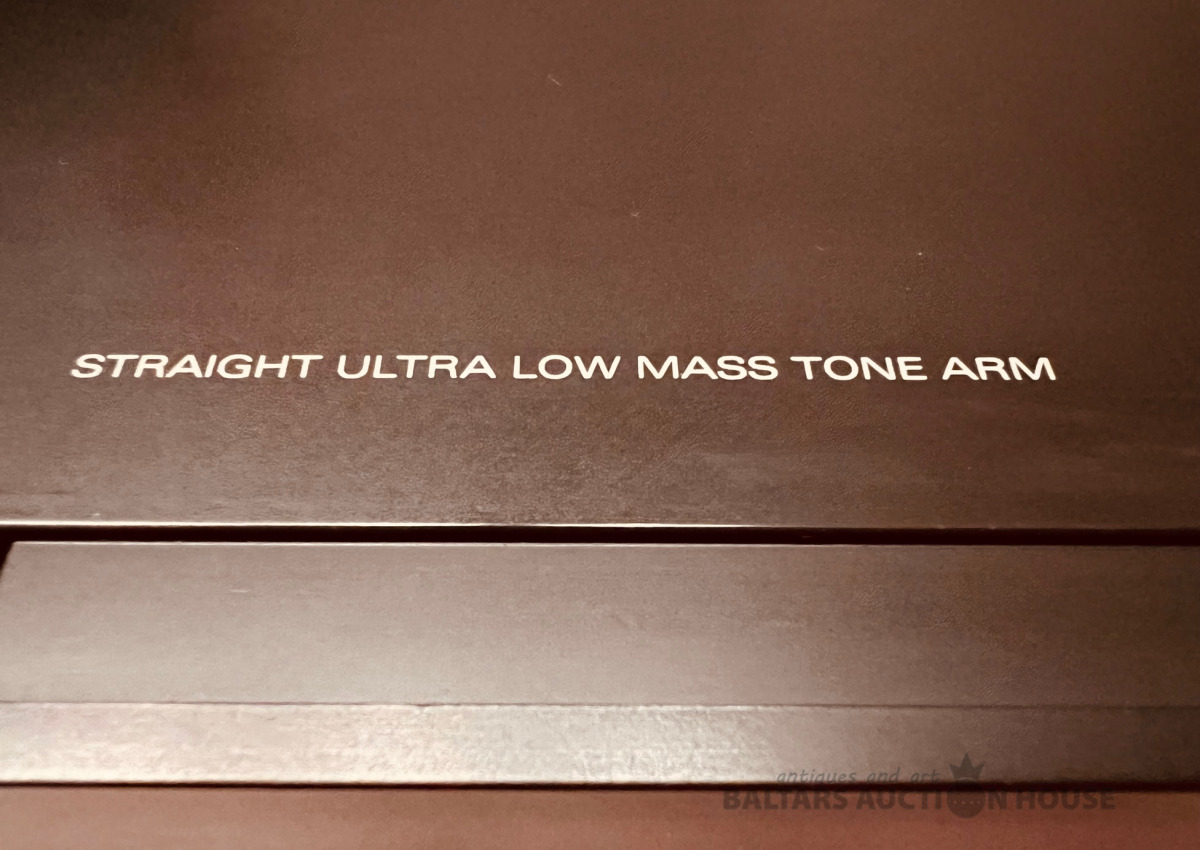 STRAIGHT ULTRA LOW MASS TONE ARM
antiques and art
BALTARS AUCTION HOUSE